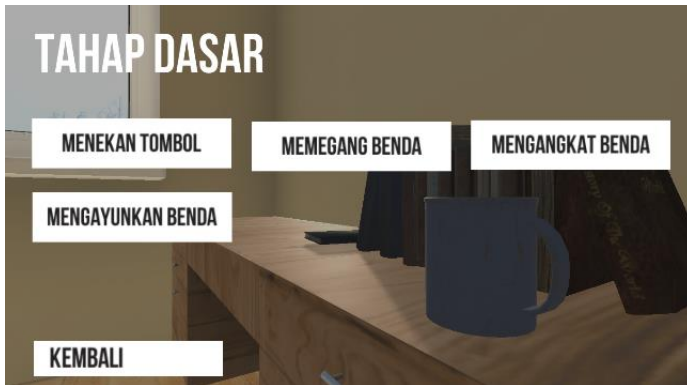 TAHAP DASAR
MENEKAN TOMBOL
MEMEGANG BENDA
MENGANGKAT BENDA
MENGAYUNKAN BENDA
KEMBALI